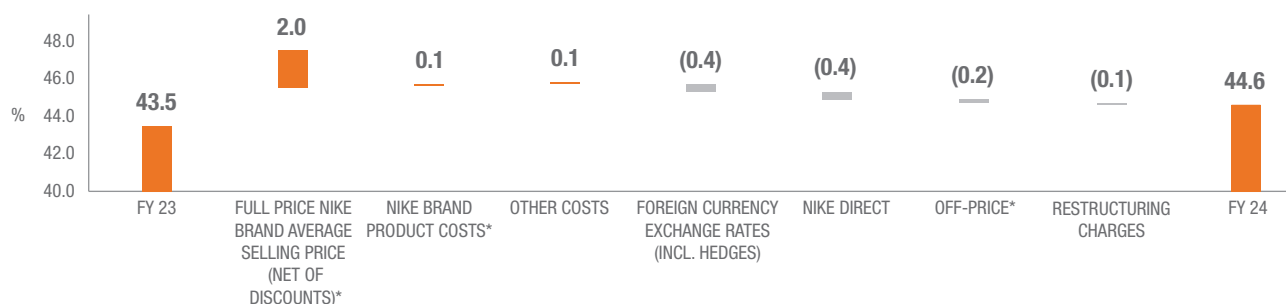 2.0
48.0
0.1
0.1
(0.4)
(0.4)
(0.2)
(0.1)
44.6
46.0
43.5
%
44.0
42.0
40.0
FY 23
FULL PRICE NIKE
BRAND AVERAGE
SELLING PRICE
(NET OF
DISCOUNTS)*
NIKE BRAND
PRODUCT COSTS*
OTHER COSTS
FOREIGN CURRENCY
EXCHANGE RATES
(INCL. HEDGES)
NIKE DIRECT
OFF-PRICE*
RESTRUCTURING
CHARGES
FY 24